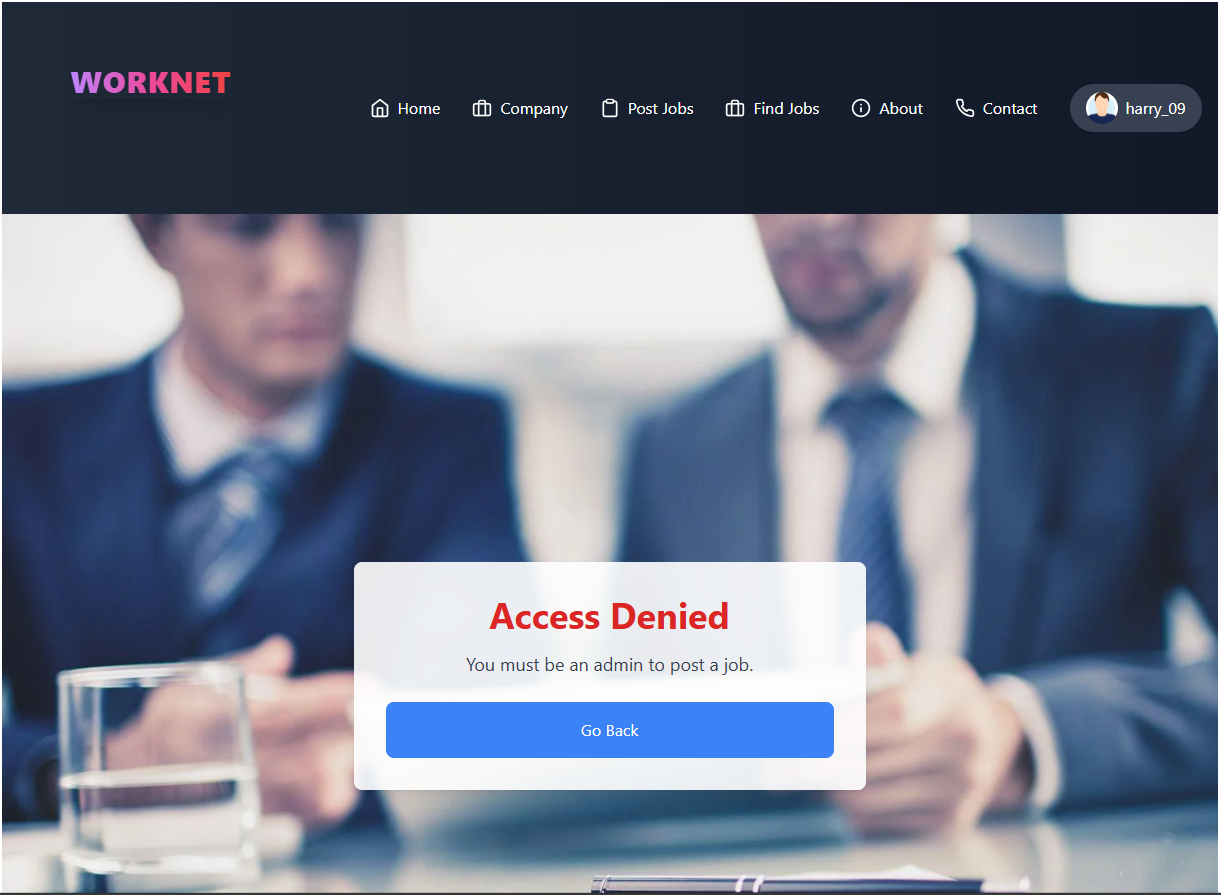 WORKNET
Home Company Post Jobs Find Jobs About Contact harry_09
Access Denied
You must be an admin to post a job.
Go Back